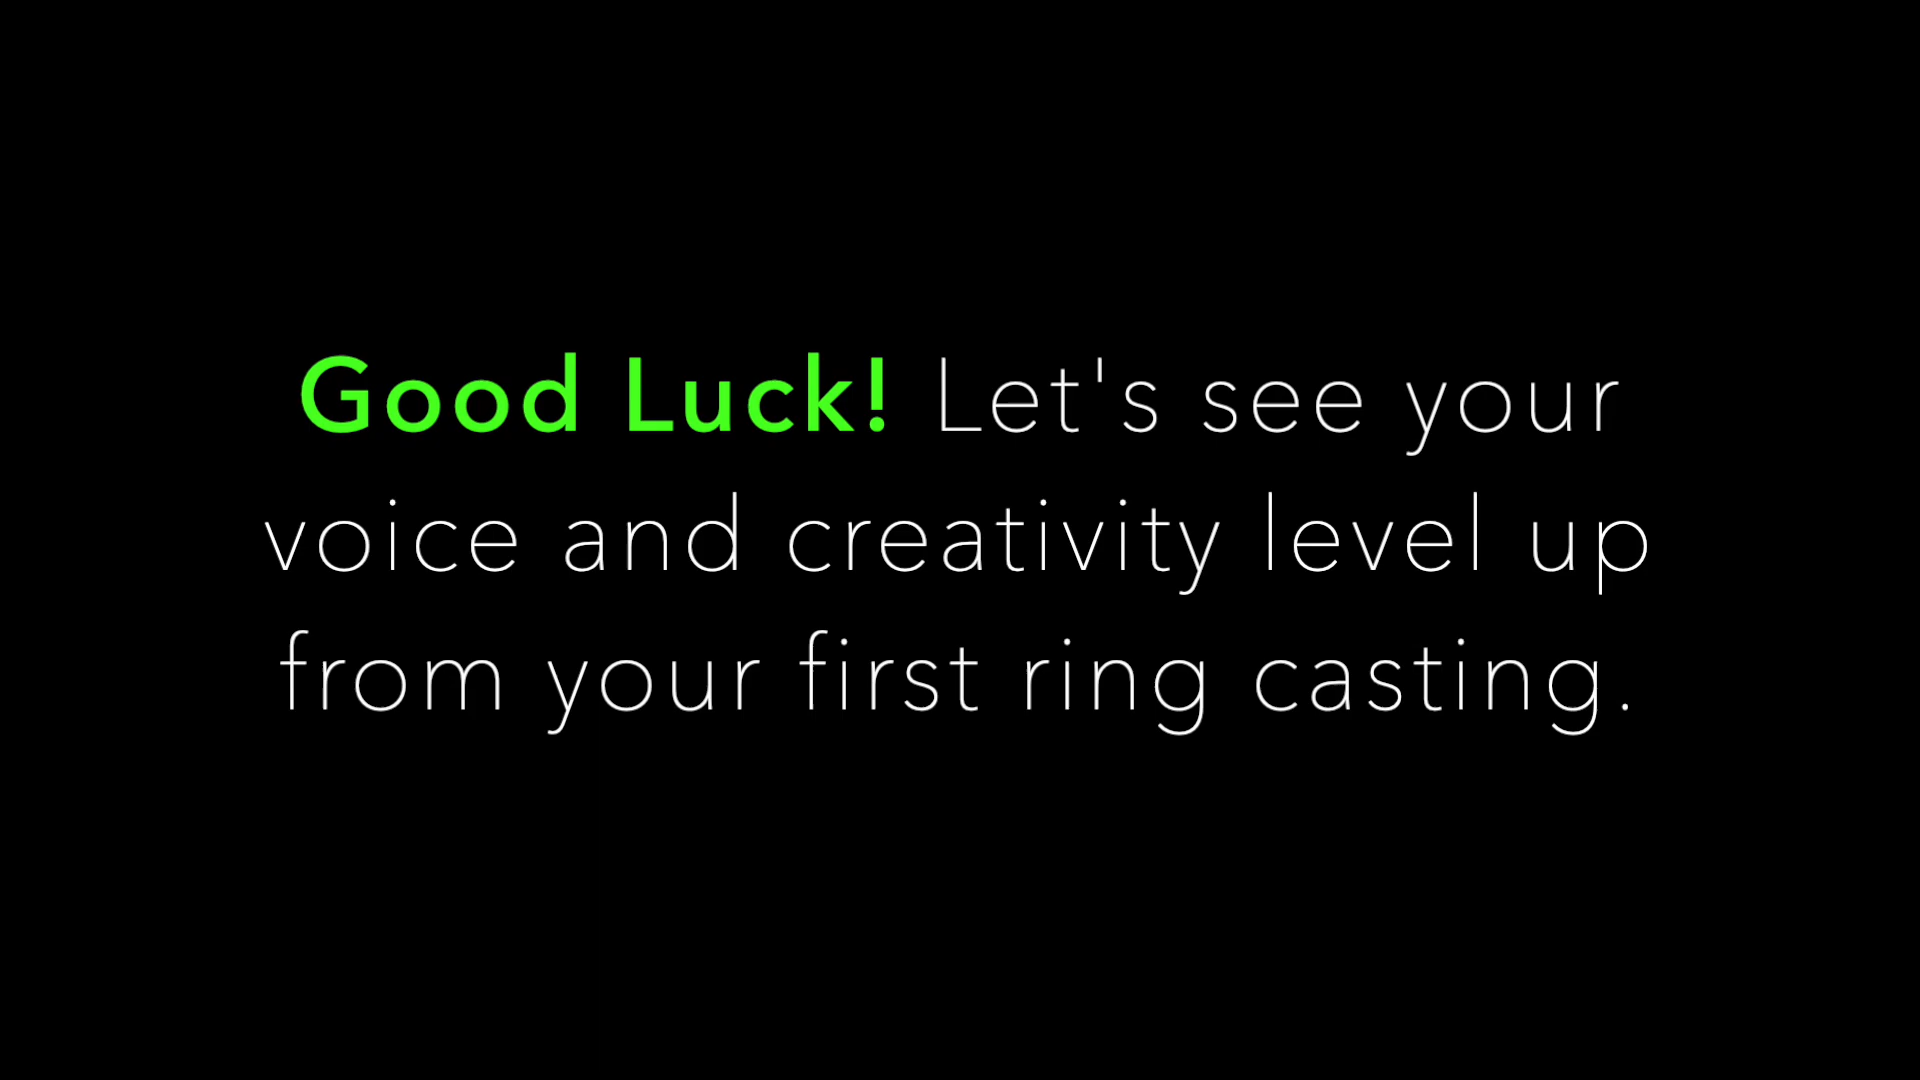 Good Luck! Let's see your
voice and creativity level up
from your first ring casting.